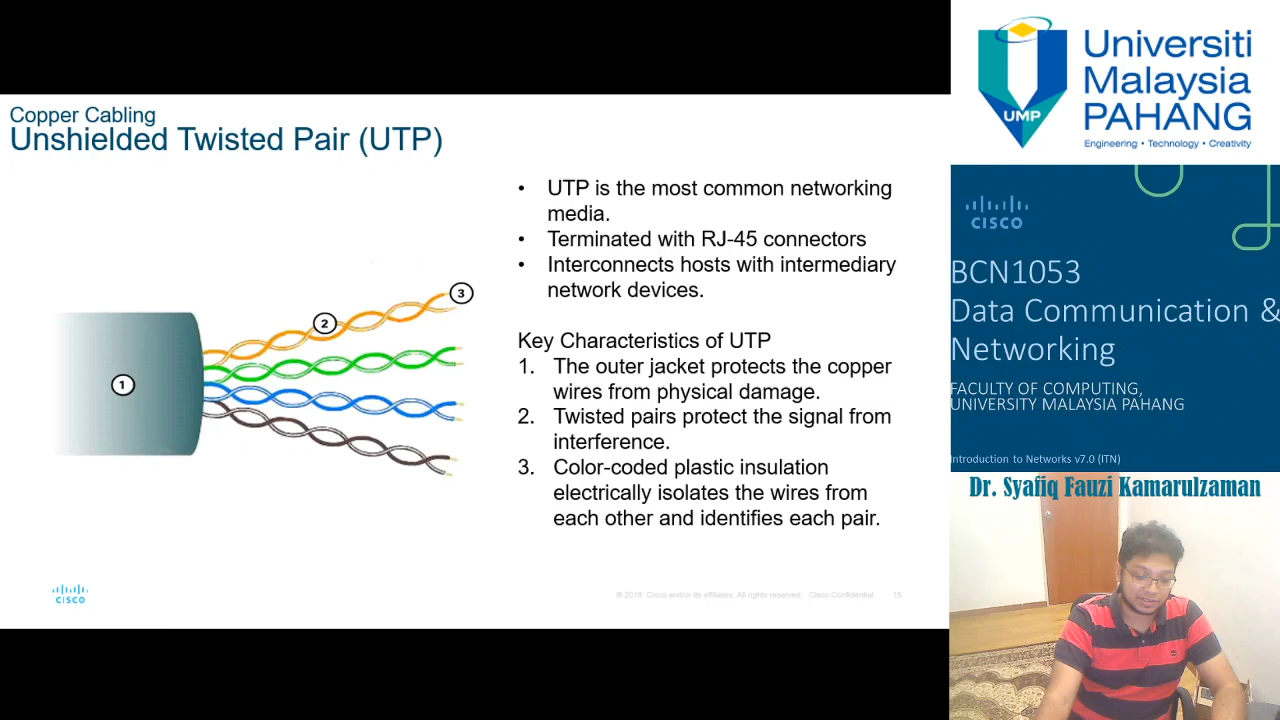 Copper Cabling
Unshielded Twisted Pair (UTP)
• UTP is the most common networking
media.
• Terminated with RJ-45 connectors
• Interconnects hosts with intermediary
network devices.
Key Characteristics of UTP
1. The outer jacket protects the copper
wires from physical damage.
2. Twisted pairs protect the signal from
interference.
3. Color-coded plastic insulation
electrically isolates the wires from
each other and identifies each pair.
1
2
3
CISCO
© 2016 Cisco and/or its affiliates. All rights reserved. Cisco Confidential
15
UMP
Universiti
Malaysia
PAHANG
Engineering • Technology • Creativity
CISCO
BCN1053
Data Communication &
Networking
FACULTY OF COMPUTING,
UNIVERSITY MALAYSIA PAHANG
Introduction to Networks v7.0 (ITN)
Dr. Syafiq Fauzi Kamarulzaman